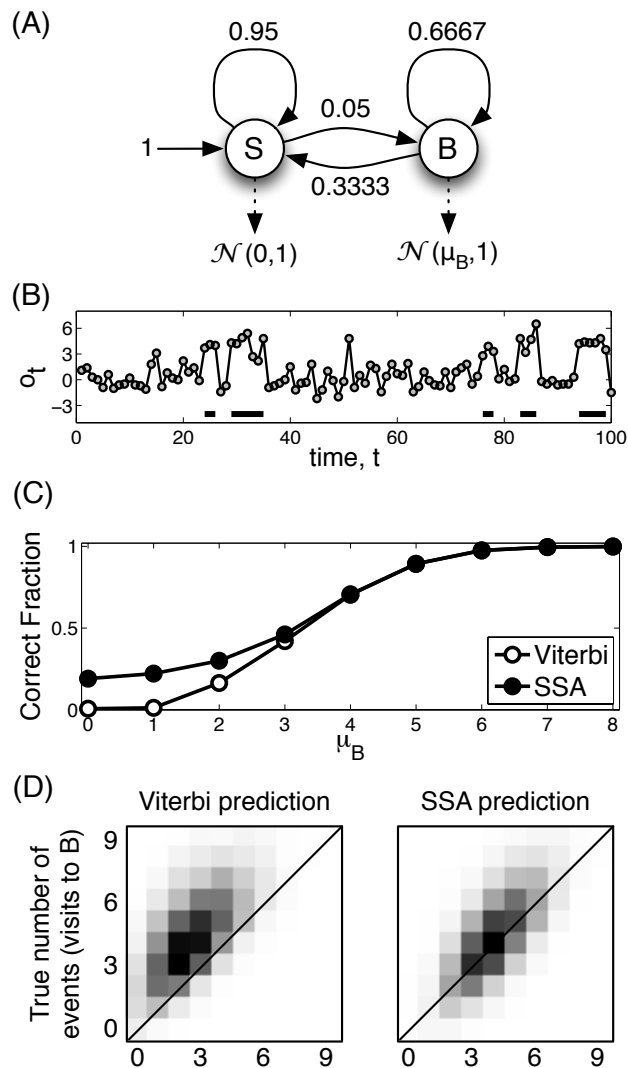 (A)
0.95 0.6667
0.05
1 S B
0.3333
𝒩(0,1) 𝒩(μ_B,1)
(B)
o_t
6
3
0
−3
0 20 40 60 80 100
time, t
(C)
Correct Fraction
1
0.5
0
Viterbi
SSA
0 1 2 3 4 5 6 7 8
μ_B
(D)
Viterbi prediction SSA prediction
True number of
events (visits to B)
9
6
3
0
0 3 6 9 0 3 6 9